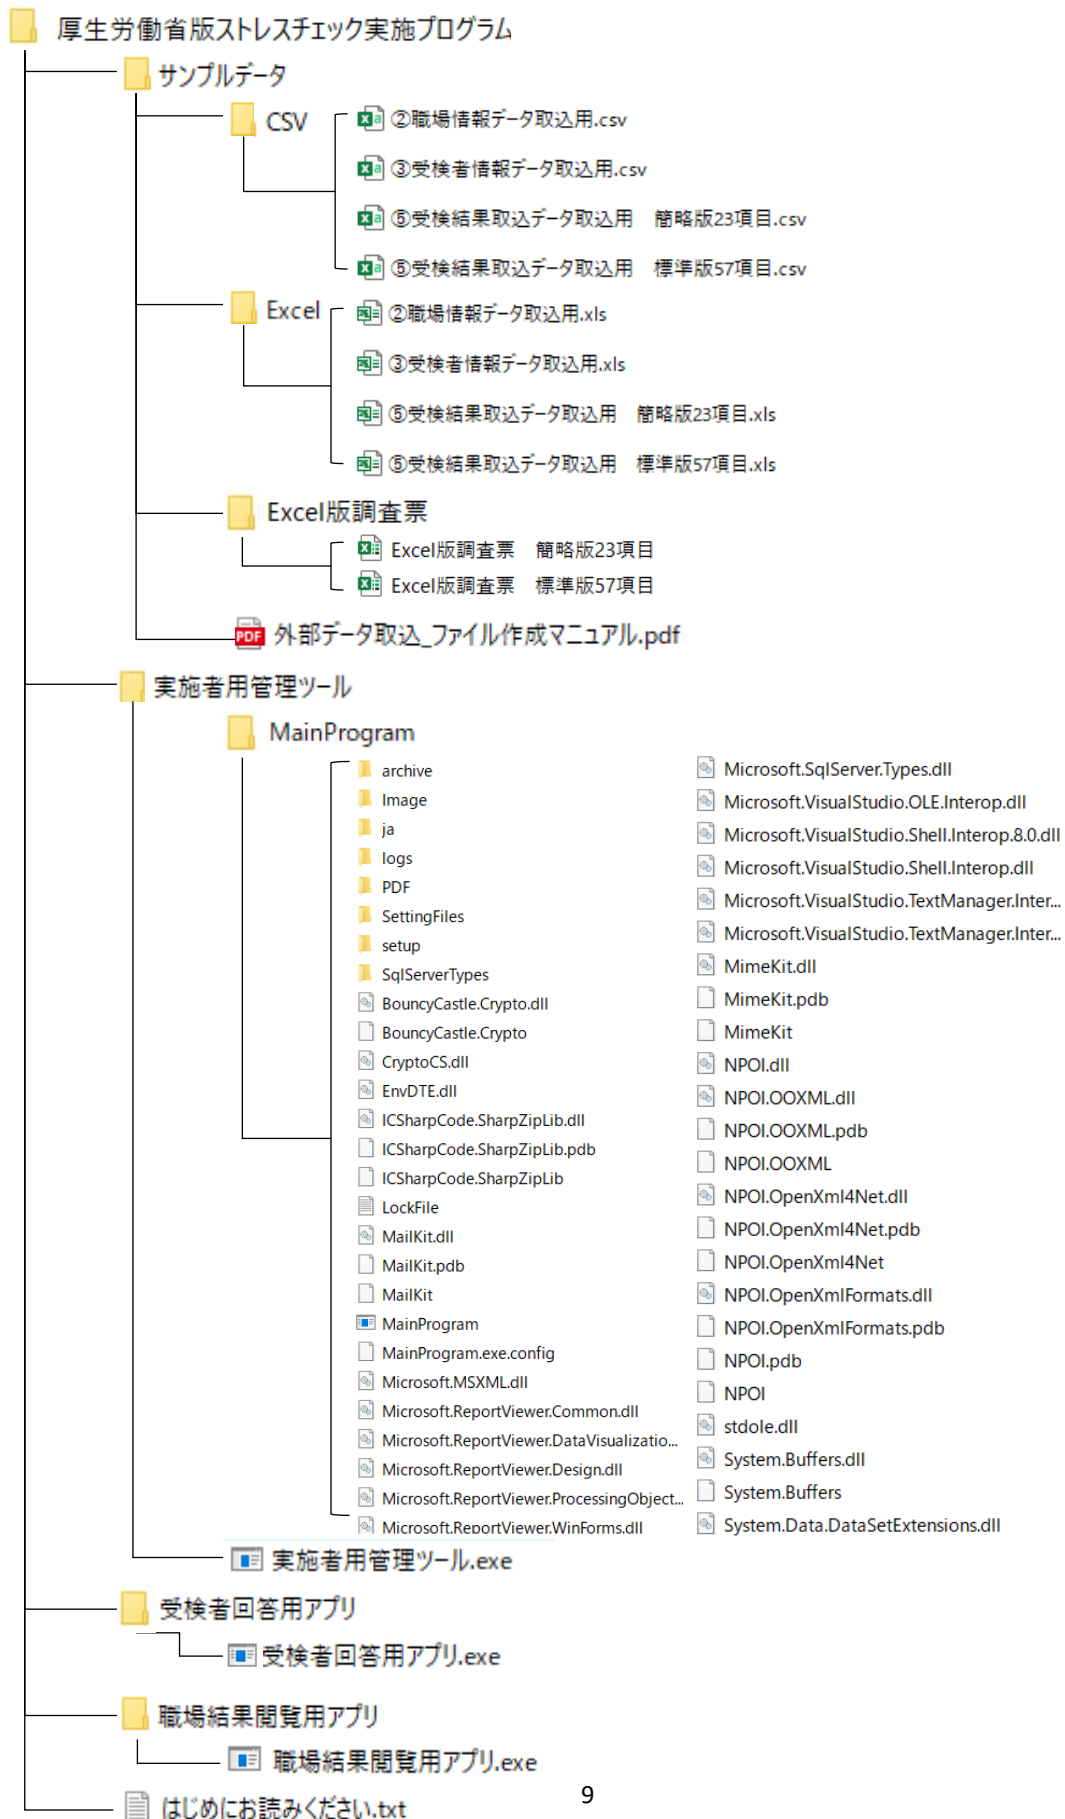 厚生労働省版ストレスチェック実施プログラム
サンプルデータ
CSV
②職場情報データ取込用.csv
③受検者情報データ取込用.csv
⑤受検結果取込データ取込用　簡略版23項目.csv
⑤受検結果取込データ取込用　標準版57項目.csv
Excel
②職場情報データ取込用.xls
③受検者情報データ取込用.xls
⑤受検結果取込データ取込用　簡略版23項目.xls
⑤受検結果取込データ取込用　標準版57項目.xls
Excel版調査票
Excel版調査票　簡略版23項目
Excel版調査票　標準版57項目
PDF 外部データ取込_ファイル作成マニュアル.pdf
実施者用管理ツール
MainProgram
archive
Image
ja
logs
PDF
SettingFiles
setup
SqlServerTypes
BouncyCastle.Crypto.dll
BouncyCastle.Crypto
CryptoCS.dll
EnvDTE.dll
ICSharpCode.SharpZipLib.dll
ICSharpCode.SharpZipLib.pdb
ICSharpCode.SharpZipLib
LockFile
MailKit.dll
MailKit.pdb
MailKit
MainProgram
MainProgram.exe.config
Microsoft.MSXML.dll
Microsoft.ReportViewer.Common.dll
Microsoft.ReportViewer.DataVisualizatio...
Microsoft.ReportViewer.Design.dll
Microsoft.ReportViewer.ProcessingObject...
Microsoft.ReportViewer.WinForms.dll
Microsoft.SqlServer.Types.dll
Microsoft.VisualStudio.OLE.Interop.dll
Microsoft.VisualStudio.Shell.Interop.8.0.dll
Microsoft.VisualStudio.Shell.Interop.dll
Microsoft.VisualStudio.TextManager.Inter...
Microsoft.VisualStudio.TextManager.Inter...
MimeKit.dll
MimeKit.pdb
MimeKit
NPOI.dll
NPOI.OOXML.dll
NPOI.OOXML.pdb
NPOI.OOXML
NPOI.OpenXml4Net.dll
NPOI.OpenXml4Net.pdb
NPOI.OpenXml4Net
NPOI.OpenXmlFormats.dll
NPOI.OpenXmlFormats.pdb
NPOI.pdb
NPOI
stdole.dll
System.Buffers.dll
System.Buffers
System.Data.DataSetExtensions.dll
実施者用管理ツール.exe
受検者回答用アプリ
受検者回答用アプリ.exe
職場結果閲覧用アプリ
職場結果閲覧用アプリ.exe
はじめにお読みください.txt
9